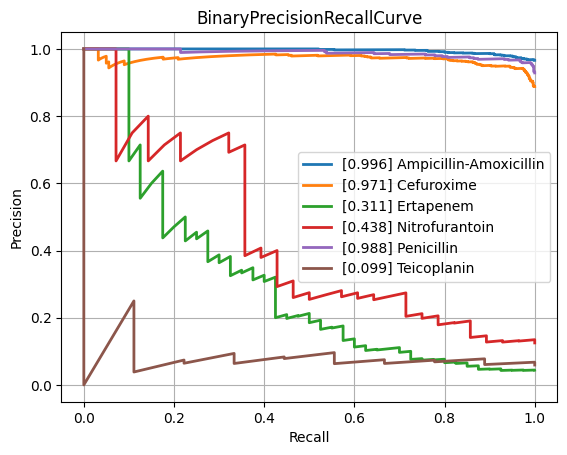 BinaryPrecisionRecallCurve
1.0
0.8
0.6
0.4
0.2
0.0
Precision
[0.996] Ampicillin-Amoxicillin
[0.971] Cefuroxime
[0.311] Ertapenem
[0.438] Nitrofurantoin
[0.988] Penicillin
[0.099] Teicoplanin
0.0 0.2 0.4 0.6 0.8 1.0
Recall